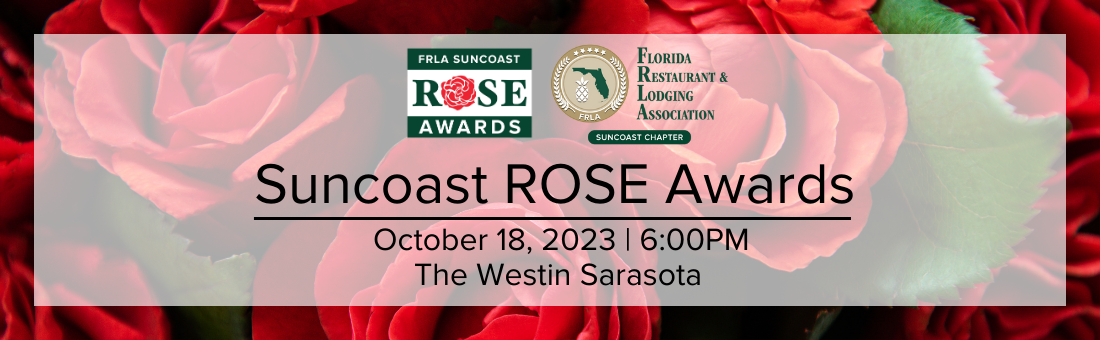 FRLA SUNCOAST
ROSE
AWARDS
FRLA
FLORIDA
RESTAURANT &
LODGING
ASSOCIATION
SUNCOAST CHAPTER
Suncoast ROSE Awards
October 18, 2023 | 6:00PM
The Westin Sarasota